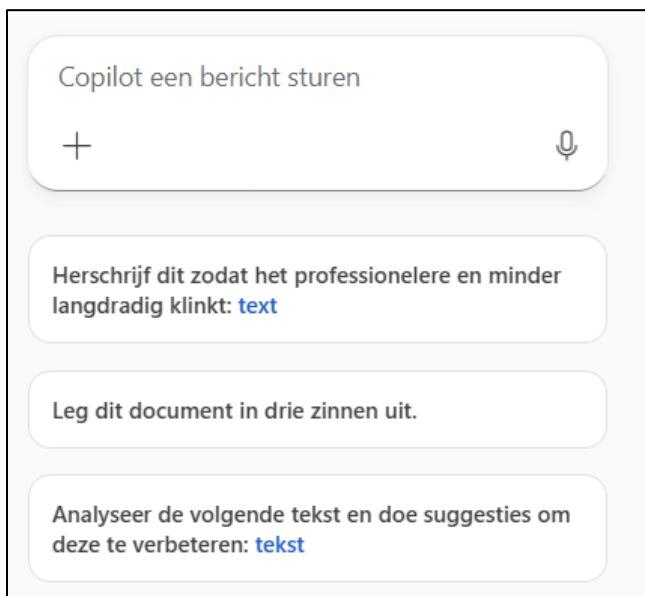 Copilot een bericht sturen
Herschrijf dit zodat het professionelere en minder
langdradig klinkt: text
Leg dit document in drie zinnen uit.
Analyseer de volgende tekst en doe suggesties om
deze te verbeteren: tekst